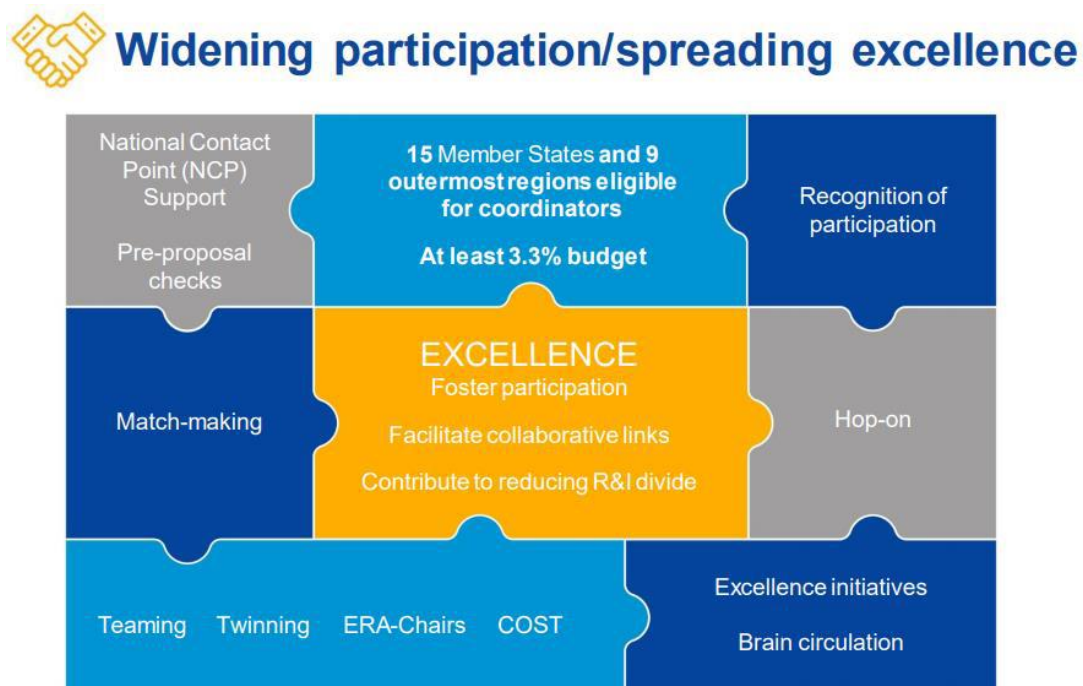 Widening participation/spreading excellence
National Contact
Point (NCP)
Support
Pre-proposal
checks
15 Member States and 9
outermost regions eligible
for coordinators
At least 3.3% budget
Recognition of
participation
Match-making
EXCELLENCE
Foster participation
Facilitate collaborative links
Contribute to reducing R&I divide
Hop-on
Teaming Twinning ERA-Chairs COST
Excellence initiatives
Brain circulation